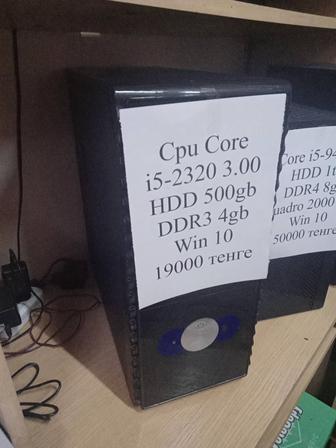 Cpu Core
i5-2320 3.00
HDD 500gb
DDR3 4gb
Win 10
19000 тенге
Core i5-94
HDD 1t
DDR4 8g
uadro 2000
Win 10
50000 тенге